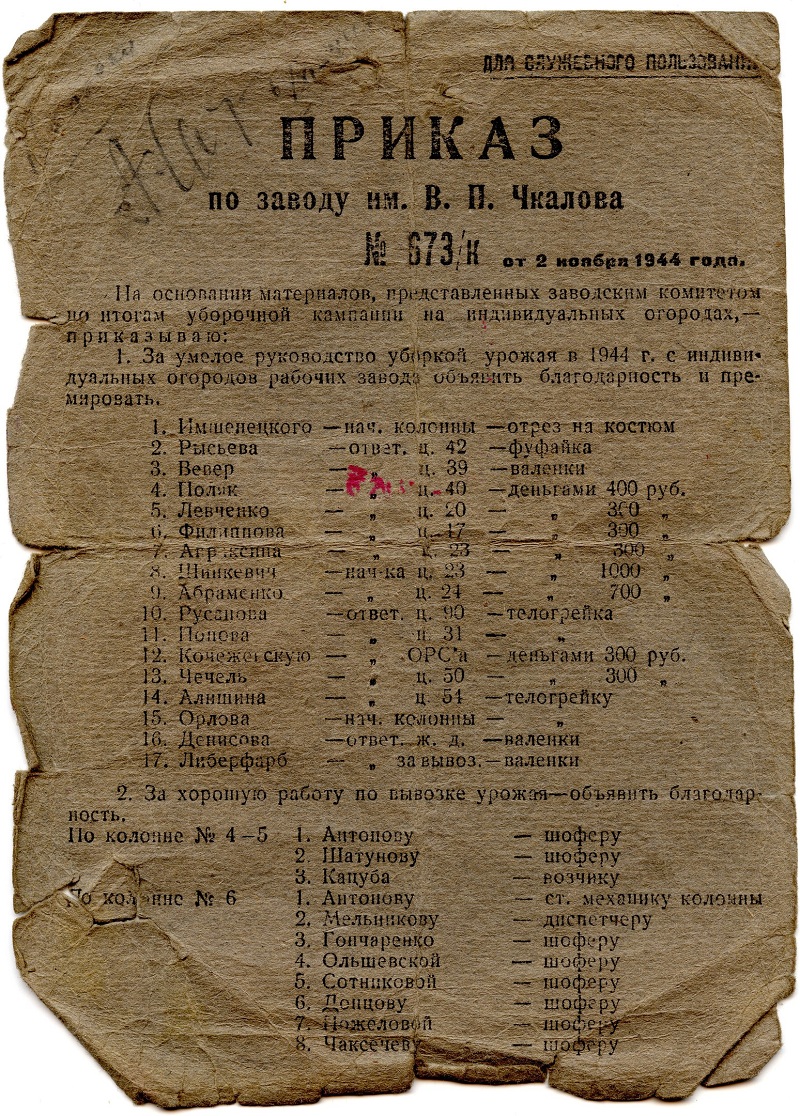 ДЛЯ СЛУЖЕБНОГО ПОЛЬЗОВАНИ
ПРИКАЗ
по заводу им. В. П. Чкалова
№ 673/к от 2 ноября 1944 года.
На основании материалов, представленных заводским комитетом
по итогам уборочной кампании на индивидуальных огородах,—
приказываю:
1. За умелое руководство уборкой урожая в 1944 г. с индиви-
дуальных огородов рабочих завода объявить благодарность и пре-
мировать.
1. Имшенецкого —нач. колонны —отрез на костюм
2. Рысьева —ответ. ц. 42 —фуфайка
3. Вевер — „ ц. 39 —валенки
4. Поляк — „ ц. 40 —деньгами 400 руб.
5. Левченко — „ ц. 20 — „ 300 „
6. Филиппова — „ ц. 17 — „ 300 „
7. — „ ц. 23 — „ 300 „
8. Шинкевич —нач-ка ц. 23 — „ 1000 „
9. Абраменко — „ ц. 24 — „ 700 „
10. Русанова —ответ. ц. 90 —телогрейка
11. Попова — „ ц. 31 — „
12. — „ ОРС'а —деньгами 300 руб.
13. Чечель — „ ц. 50 — „ 300 „
14. Алишина — „ ц. 54 —телогрейку
15. Орлова —нач. колонны — „
16. Денисова —ответ. ж. д. —валенки
17. Либерфарб — „ за вывоз. —валенки
2. За хорошую работу по вывозке урожая—объявить благодар-
ность.
По колонне № 4–5 1. Антонову — шоферу
2. Шатунову — шоферу
3. Кацуба — возчику
По колонне № 6 1. Антонову — ст. механику колонны
2. Мельникову — диспетчеру
3. Гончаренко — шоферу
4. Ольшевской — шоферу
5. Сотниковой — шоферу
6. Донцову — шоферу
7. Пожеловой — шоферу
8. Чаксечеву — шоферу